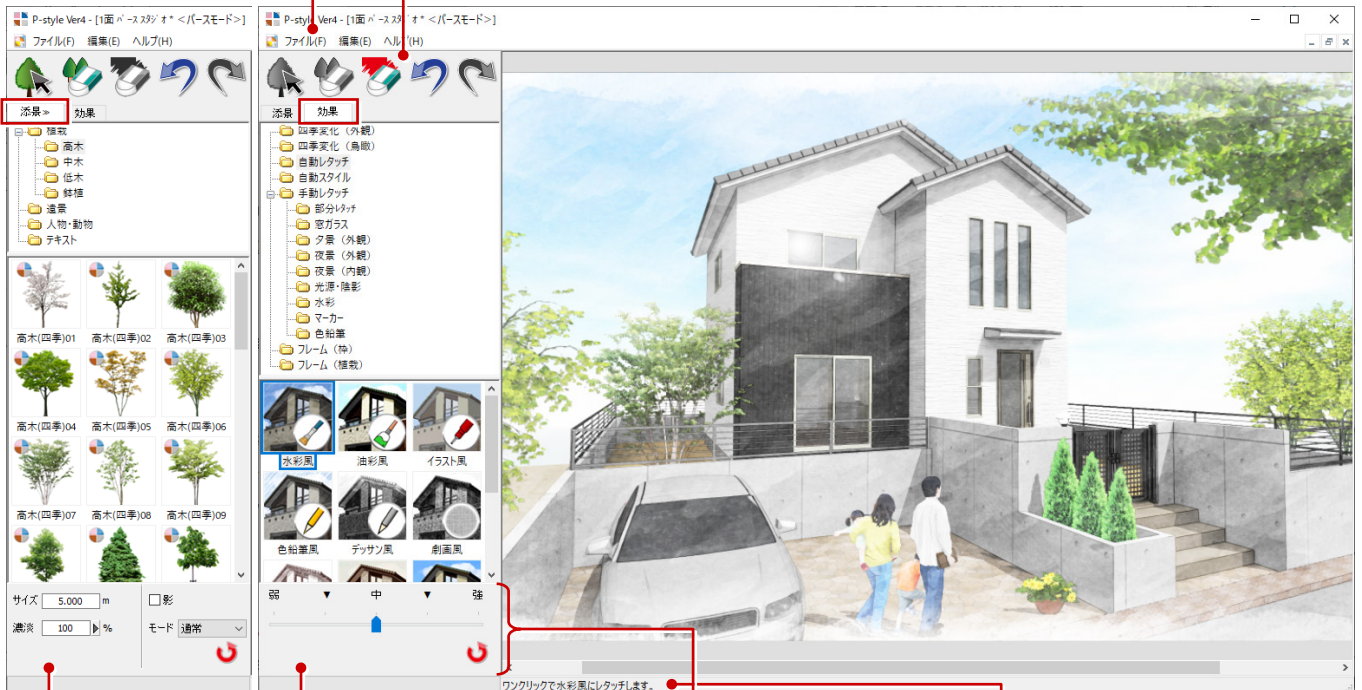 P-style Ver4 - [1面 ﾊﾟｰｽ ｽﾀｼﾞｵ * <パースモード>]
ファイル(F) 編集(E) ヘルプ(H)
添景»
効果
植栽
高木
中木
低木
鉢植
遠景
人物・動物
テキスト
高木(四季)01
高木(四季)02
高木(四季)03
高木(四季)04
高木(四季)05
高木(四季)06
高木(四季)07
高木(四季)08
高木(四季)09
サイズ 5.000 m
影
濃淡 100 %
モード 通常
P-style Ver4 - [1面 ﾊﾟｰｽ ｽﾀｼﾞｵ * <パースモード>]
ファイル(F) 編集(E) ヘルプ(H)
添景
効果
四季変化（外観）
四季変化（鳥瞰）
自動レタッチ
自動スタイル
手動レタッチ
部分ﾚﾀｯﾁ
窓ガラス
夕景（外観）
夜景（外観）
夜景（内観）
光源・陰影
水彩
マーカー
色鉛筆
フレーム（枠）
フレーム（植栽）
水彩風
油彩風
イラスト風
色鉛筆風
デッサン風
劇画風
弱 ▼ 中 ▼ 強
ワンクリックで水彩風にレタッチします。